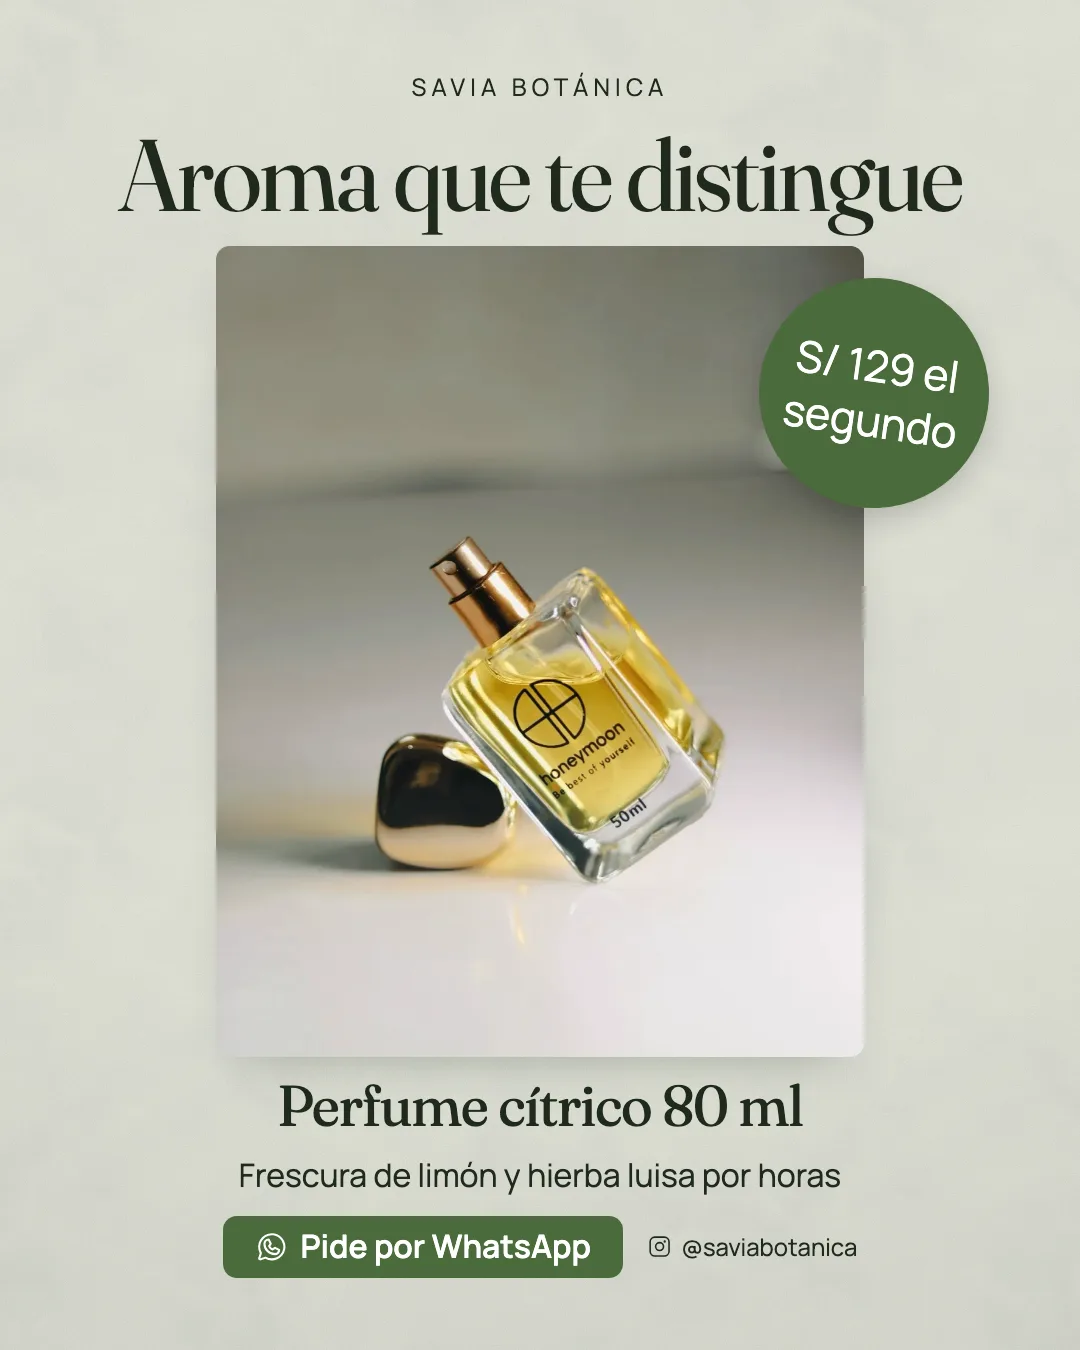 SAVIA BOTÁNICA
Aroma que te distingue
S/ 129 el
segundo
honeymoon
Be best of yourself
50ml
Perfume cítrico 80 ml
Frescura de limón y hierba luisa por horas
Pide por WhatsApp
@saviabotanica